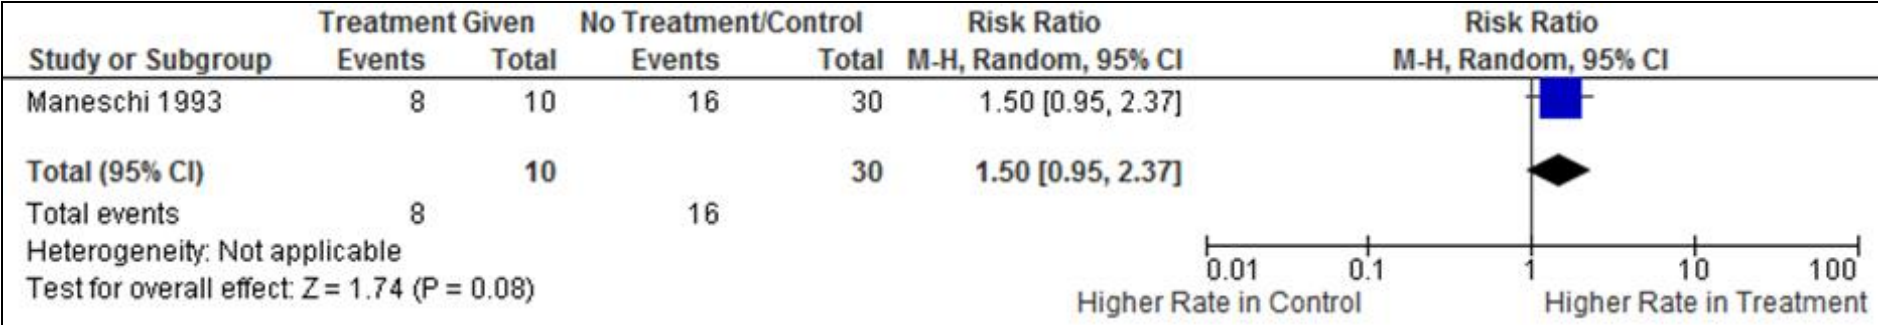 Treatment Given No Treatment/Control Risk Ratio Risk Ratio
Study or Subgroup Events Total Events Total M-H, Random, 95% CI M-H, Random, 95% CI
Maneschi 1993 8 10 16 30 1.50 [0.95, 2.37]
Total (95% CI) 10 30 1.50 [0.95, 2.37]
Total events 8 16
Heterogeneity: Not applicable
Test for overall effect: Z = 1.74 (P = 0.08)
0.01 0.1 1 10 100
Higher Rate in Control Higher Rate in Treatment